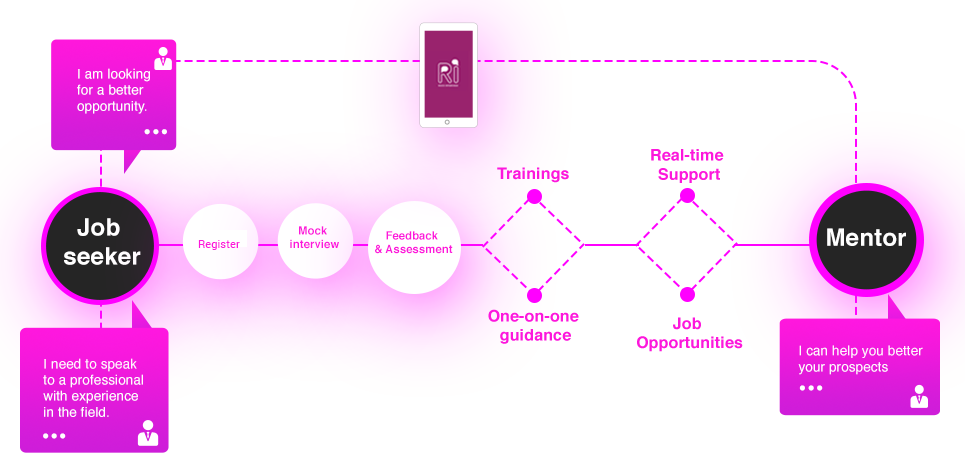 I am looking
for a better
opportunity.
Ri
Job
seeker
Register
Mock
interview
Feedback
& Assessment
Trainings
One-on-one
guidance
Real-time
Support
Job
Opportunities
Mentor
I need to speak
to a professional
with experience
in the field.
I can help you better
your prospects